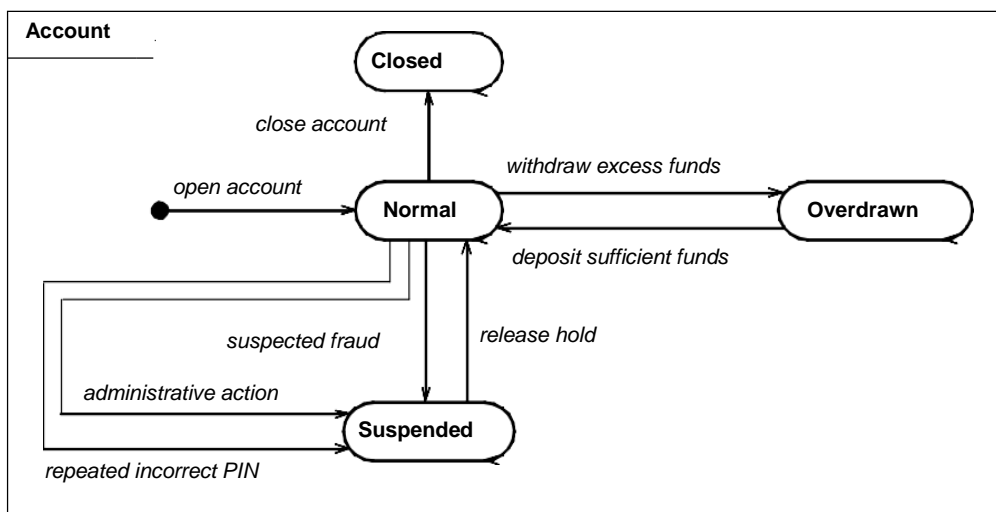 Account
Closed
close account
withdraw excess funds
open account
Normal
Overdrawn
deposit sufficient funds
suspected fraud
release hold
administrative action
Suspended
repeated incorrect PIN